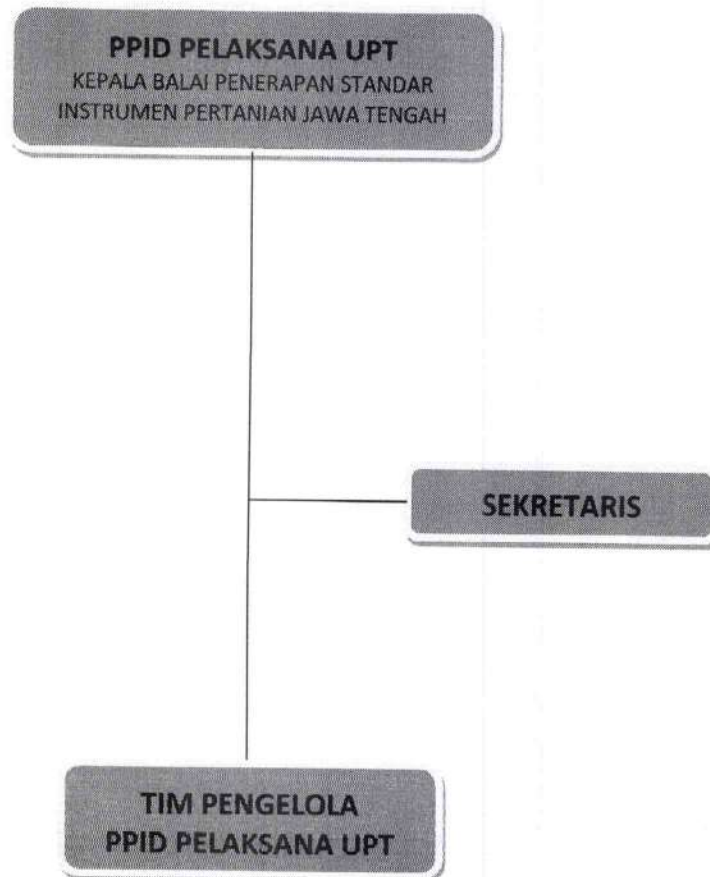 PPID PELAKSANA UPT
KEPALA BALAI PENERAPAN STANDAR
INSTRUMEN PERTANIAN JAWA TENGAH
SEKRETARIS
TIM PENGELOLA
PPID PELAKSANA UPT